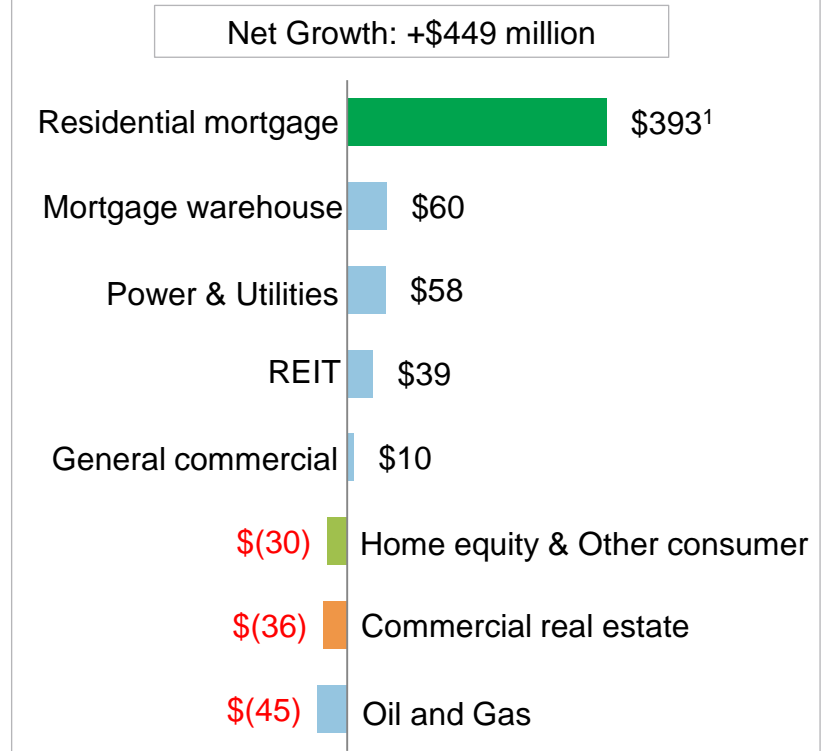 Net Growth: +$449 million
Residential mortgage $393¹
Mortgage warehouse $60
Power & Utilities $58
REIT $39
General commercial $10
$(30) Home equity & Other consumer
$(36) Commercial real estate
$(45) Oil and Gas